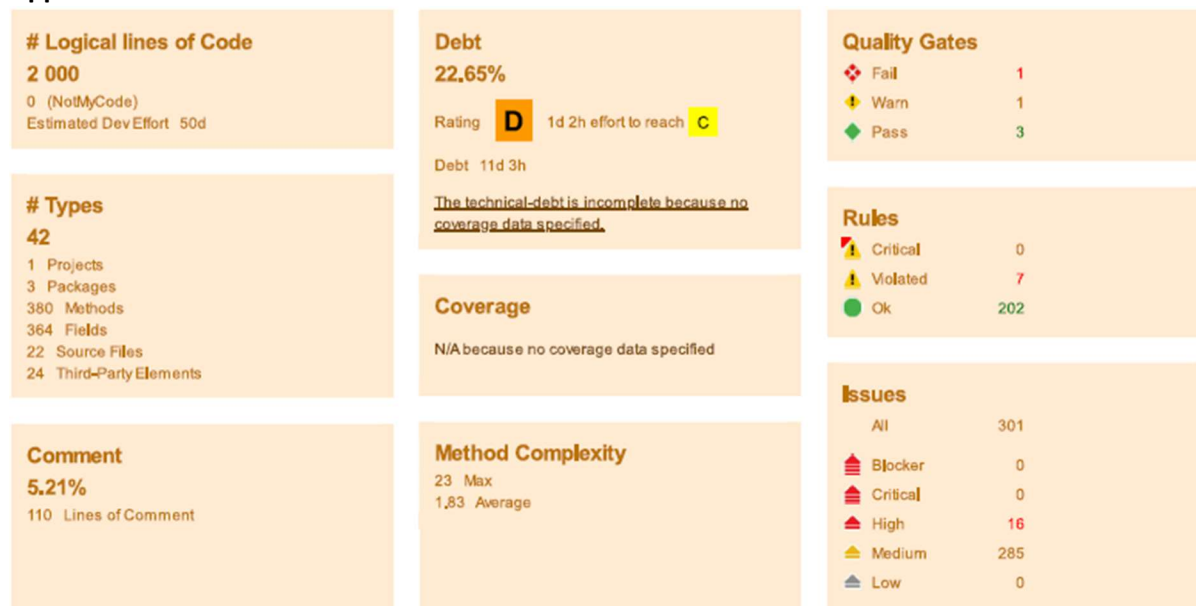 # Logical lines of Code
2 000
0 (NotMyCode)
Estimated Dev Effort 50d
# Types
42
1 Projects
3 Packages
380 Methods
364 Fields
22 Source Files
24 Third-Party Elements
Comment
5.21%
110 Lines of Comment
Debt
22.65%
Rating D 1d 2h effort to reach C
Debt 11d 3h
The technical-debt is incomplete because no
coverage data specified.
Coverage
N/A because no coverage data specified
Method Complexity
23 Max
1,83 Average
Quality Gates
Fail 1
Warn 1
Pass 3
Rules
Critical 0
Violated 7
Ok 202
Issues
All 301
Blocker 0
Critical 0
High 16
Medium 285
Low 0